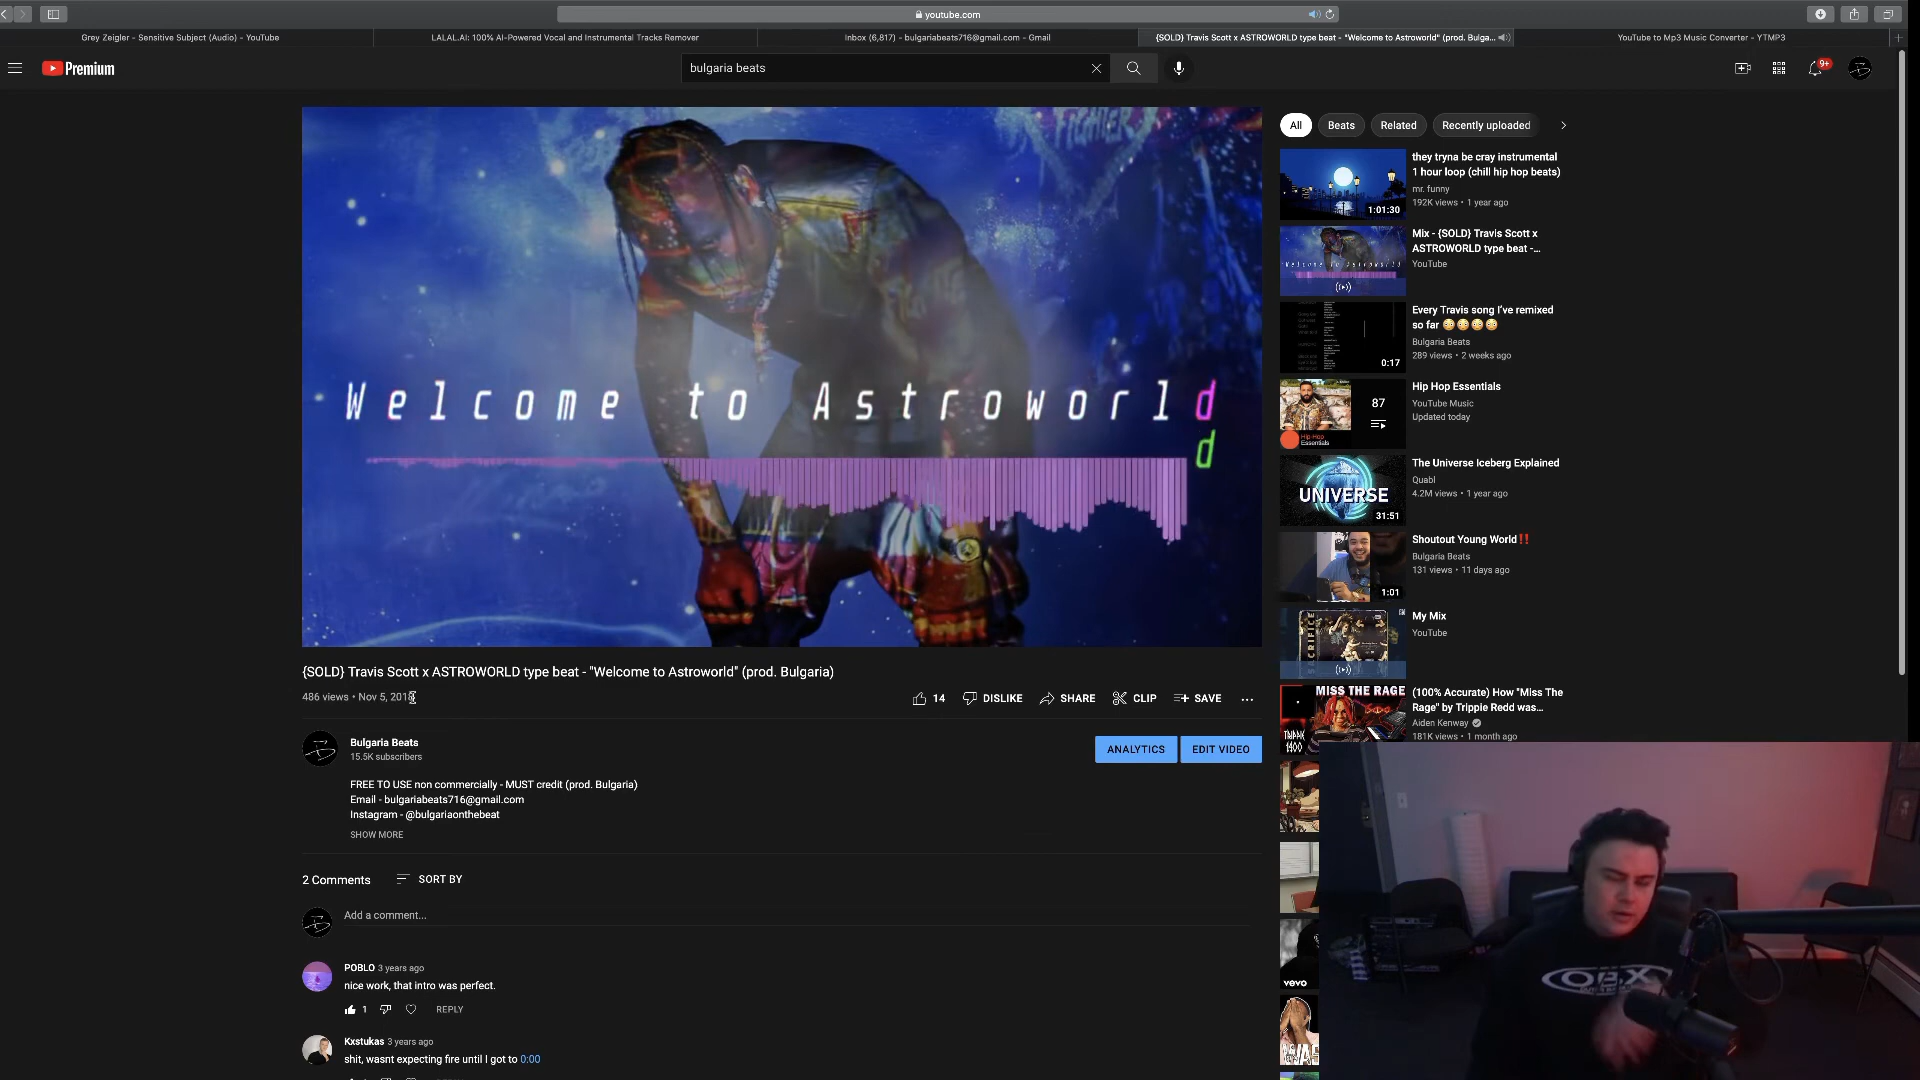 youtube.com
Grey Zeigler - Sensitive Subject (Audio) - YouTube
LALAL.AI: 100% AI-Powered Vocal and Instrumental Tracks Remover
Inbox (6,817) - bulgariabeats716@gmail.com - Gmail
{SOLD} Travis Scott x ASTROWORLD type beat - "Welcome to Astroworld" (prod. Bulga...
YouTube to Mp3 Music Converter - YTMP3
Premium
bulgaria beats
9+
Welcome to Astroworld
d
{SOLD} Travis Scott x ASTROWORLD type beat - "Welcome to Astroworld" (prod. Bulgaria)
486 views • Nov 5, 2018
14
DISLIKE
SHARE
CLIP
SAVE
Bulgaria Beats
15.5K subscribers
ANALYTICS
EDIT VIDEO
FREE TO USE non commercially - MUST credit (prod. Bulgaria)
Email - bulgariabeats716@gmail.com
Instagram - @bulgariaonthebeat
SHOW MORE
2 Comments
SORT BY
Add a comment...
POBLO 3 years ago
nice work, that intro was perfect.
1
REPLY
Kxstukas 3 years ago
shit, wasnt expecting fire until I got to 0:00
All
Beats
Related
Recently uploaded
1:01:30
they tryna be cray instrumental
1 hour loop (chill hip hop beats)
mr. funny
192K views • 1 year ago
Welcome to Astroworld
Mix - {SOLD} Travis Scott x
ASTROWORLD type beat -...
YouTube
0:17
Every Travis song I've remixed
so far 😳😳😳😳
Bulgaria Beats
289 views • 2 weeks ago
Hip-Hop
Essentials
87
Hip Hop Essentials
YouTube Music
Updated today
UNIVERSE
31:51
The Universe Iceberg Explained
Quabl
4.2M views • 1 year ago
1:01
Shoutout Young World‼️
Bulgaria Beats
131 views • 11 days ago
SACRIFICE
My Mix
YouTube
MISS THE RAGE
TRIPPIE
1400
(100% Accurate) How "Miss The
Rage" by Trippie Redd was...
Aiden Kenway
181K views • 1 month ago
vevo
OBX